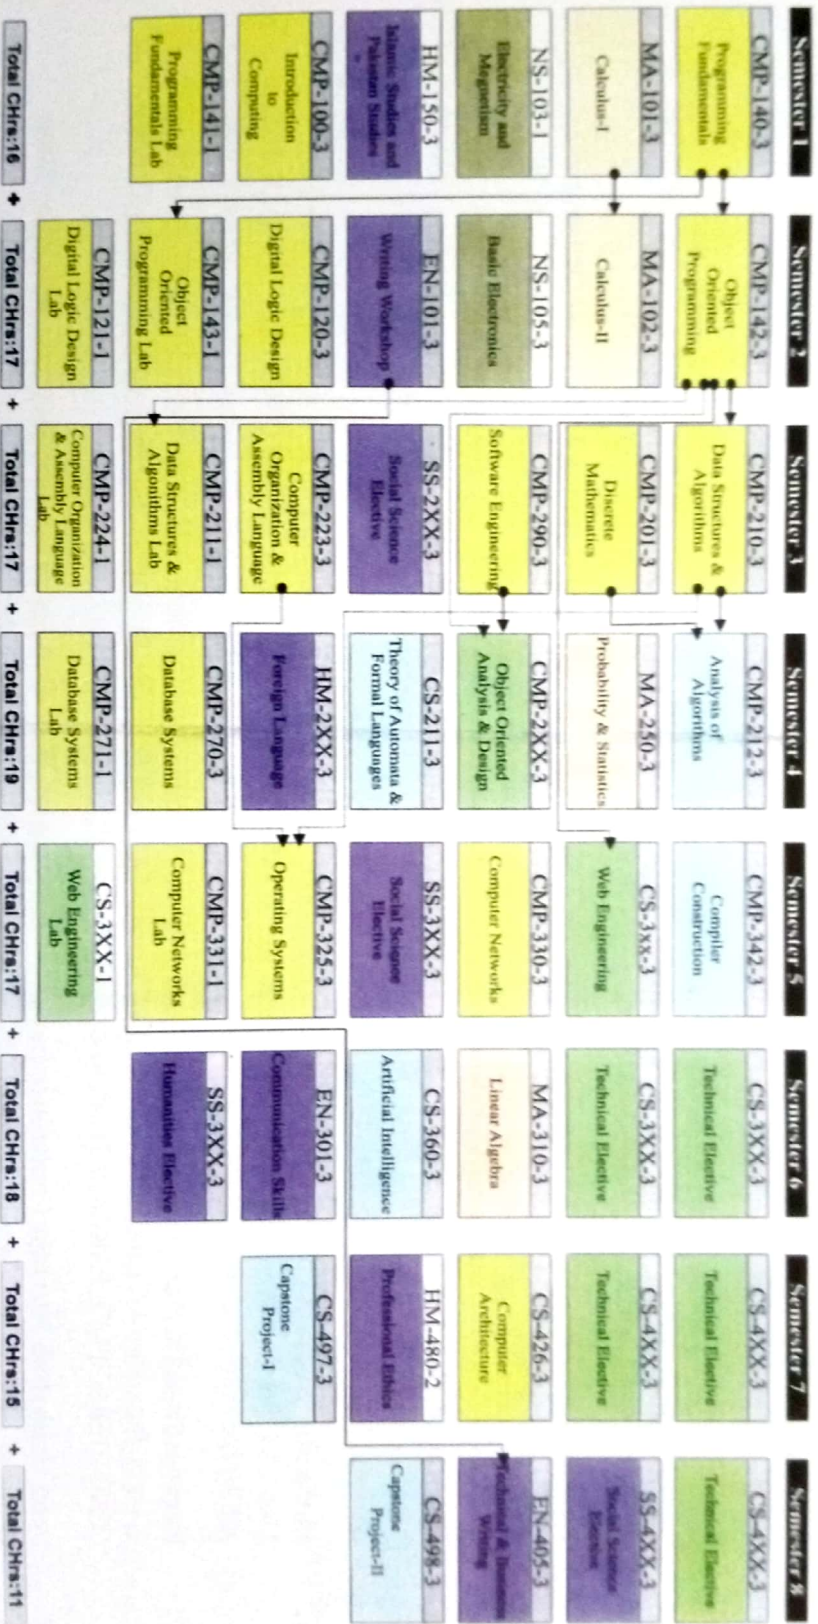 Semester 1
CMP-140-3
Programming
Fundamentals
MA-101-3
Calculus-I
NS-103-1
Electricity and
Megnetism
HM-150-3
Islamic Studies and
Pakistan Studies
CMP-100-3
Introduction
to
Computing
CMP-141-1
Programming
Fundamentals Lab
Total CHrs:16
+
Semester 2
CMP-142-3
Object
Oriented
Programming
MA-102-3
Calculus-II
NS-105-3
Basic Electronics
EN-101-3
Writing Workshop
CMP-120-3
Digital Logic Design
CMP-143-1
Object
Oriented
Programming Lab
CMP-121-1
Digital Logic Design
Lab
Total CHrs:17
+
Semester 3
CMP-210-3
Data Structures &
Algorithms
CMP-201-3
Discrete
Mathematics
CMP-290-3
Software Engineering
SS-2XX-3
Social Science
Elective
CMP-223-3
Computer
Organization &
Assembly Language
CMP-211-1
Data Structures &
Algorithms Lab
CMP-224-1
Computer Organization
& Assembly Language
Lab
Total CHrs:17
+
Semester 4
CMP-212-3
Analysis of
Algorithms
MA-250-3
Probability & Statistics
CMP-2XX-3
Object Oriented
Analysis & Design
CS-211-3
Theory of Automata &
Formal Languages
HM-2XX-3
Foreign Language
CMP-270-3
Database Systems
CMP-271-1
Database Systems
Lab
Total CHrs:19
+
Semester 5
CMP-342-3
Compiler
Construction
CS-3xx-3
Web Engineering
CMP-330-3
Computer Networks
SS-3XX-3
Social Science
Elective
CMP-325-3
Operating Systems
CMP-331-1
Computer Networks
Lab
CS-3XX-1
Web Engineering
Lab
Total CHrs:17
+
Semester 6
CS-3XX-3
Technical Elective
CS-3XX-3
Technical Elective
MA-310-3
Linear Algebra
CS-360-3
Artificial Intelligence
EN-301-3
Communication Skills
SS-3XX-3
Humanities Elective
Total CHrs:18
+
Semester 7
CS-4XX-3
Technical Elective
CS-4XX-3
Technical Elective
CS-426-3
Computer
Architecture
HM-480-2
Professional Ethics
CS-497-3
Capstone
Project-I
Total CHrs:15
+
Semester 8
CS-4XX-3
Technical Elective
SS-4XX-3
Social Science
EN-405-3
Technical & Business
Writing
CS-498-3
Capstone
Project-II
Total CHrs:11